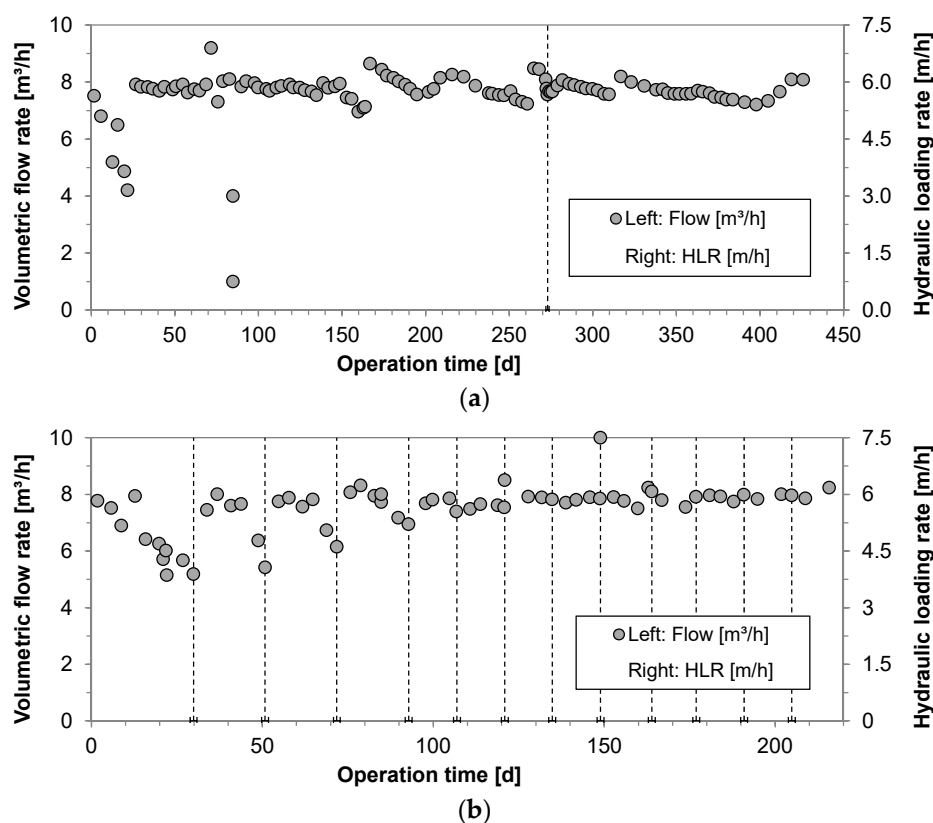 (a)
10
8
6
4
2
0
7.5
6.0
4.5
3.0
1.5
0.0
0 50 100 150 200 250 300 350 400 450
Volumetric flow rate [m³/h]
Hydraulic loading rate [m/h]
Left: Flow [m³/h]
Right: HLR [m/h]
Operation time [d]
(a)
10
8
6
4
2
0
7.5
6
4.5
3
1.5
0
0 50 100 150 200
Volumetric flow rate [m³/h]
Hydraulic loading rate [m/h]
Left: Flow [m³/h]
Right: HLR [m/h]
Operation time [d]
(b)